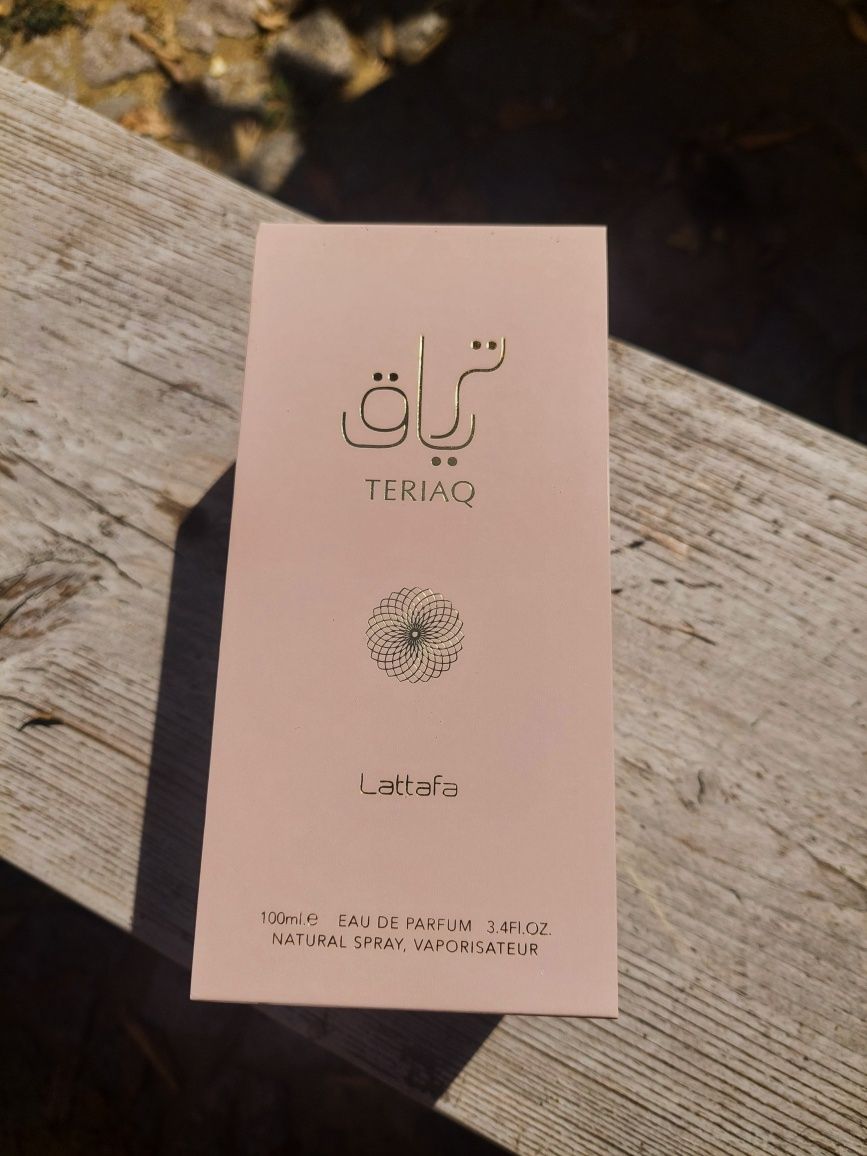 ترياق
TERIAQ
Lattafa
100ml.e EAU DE PARFUM 3.4Fl.OZ.
NATURAL SPRAY, VAPORISATEUR